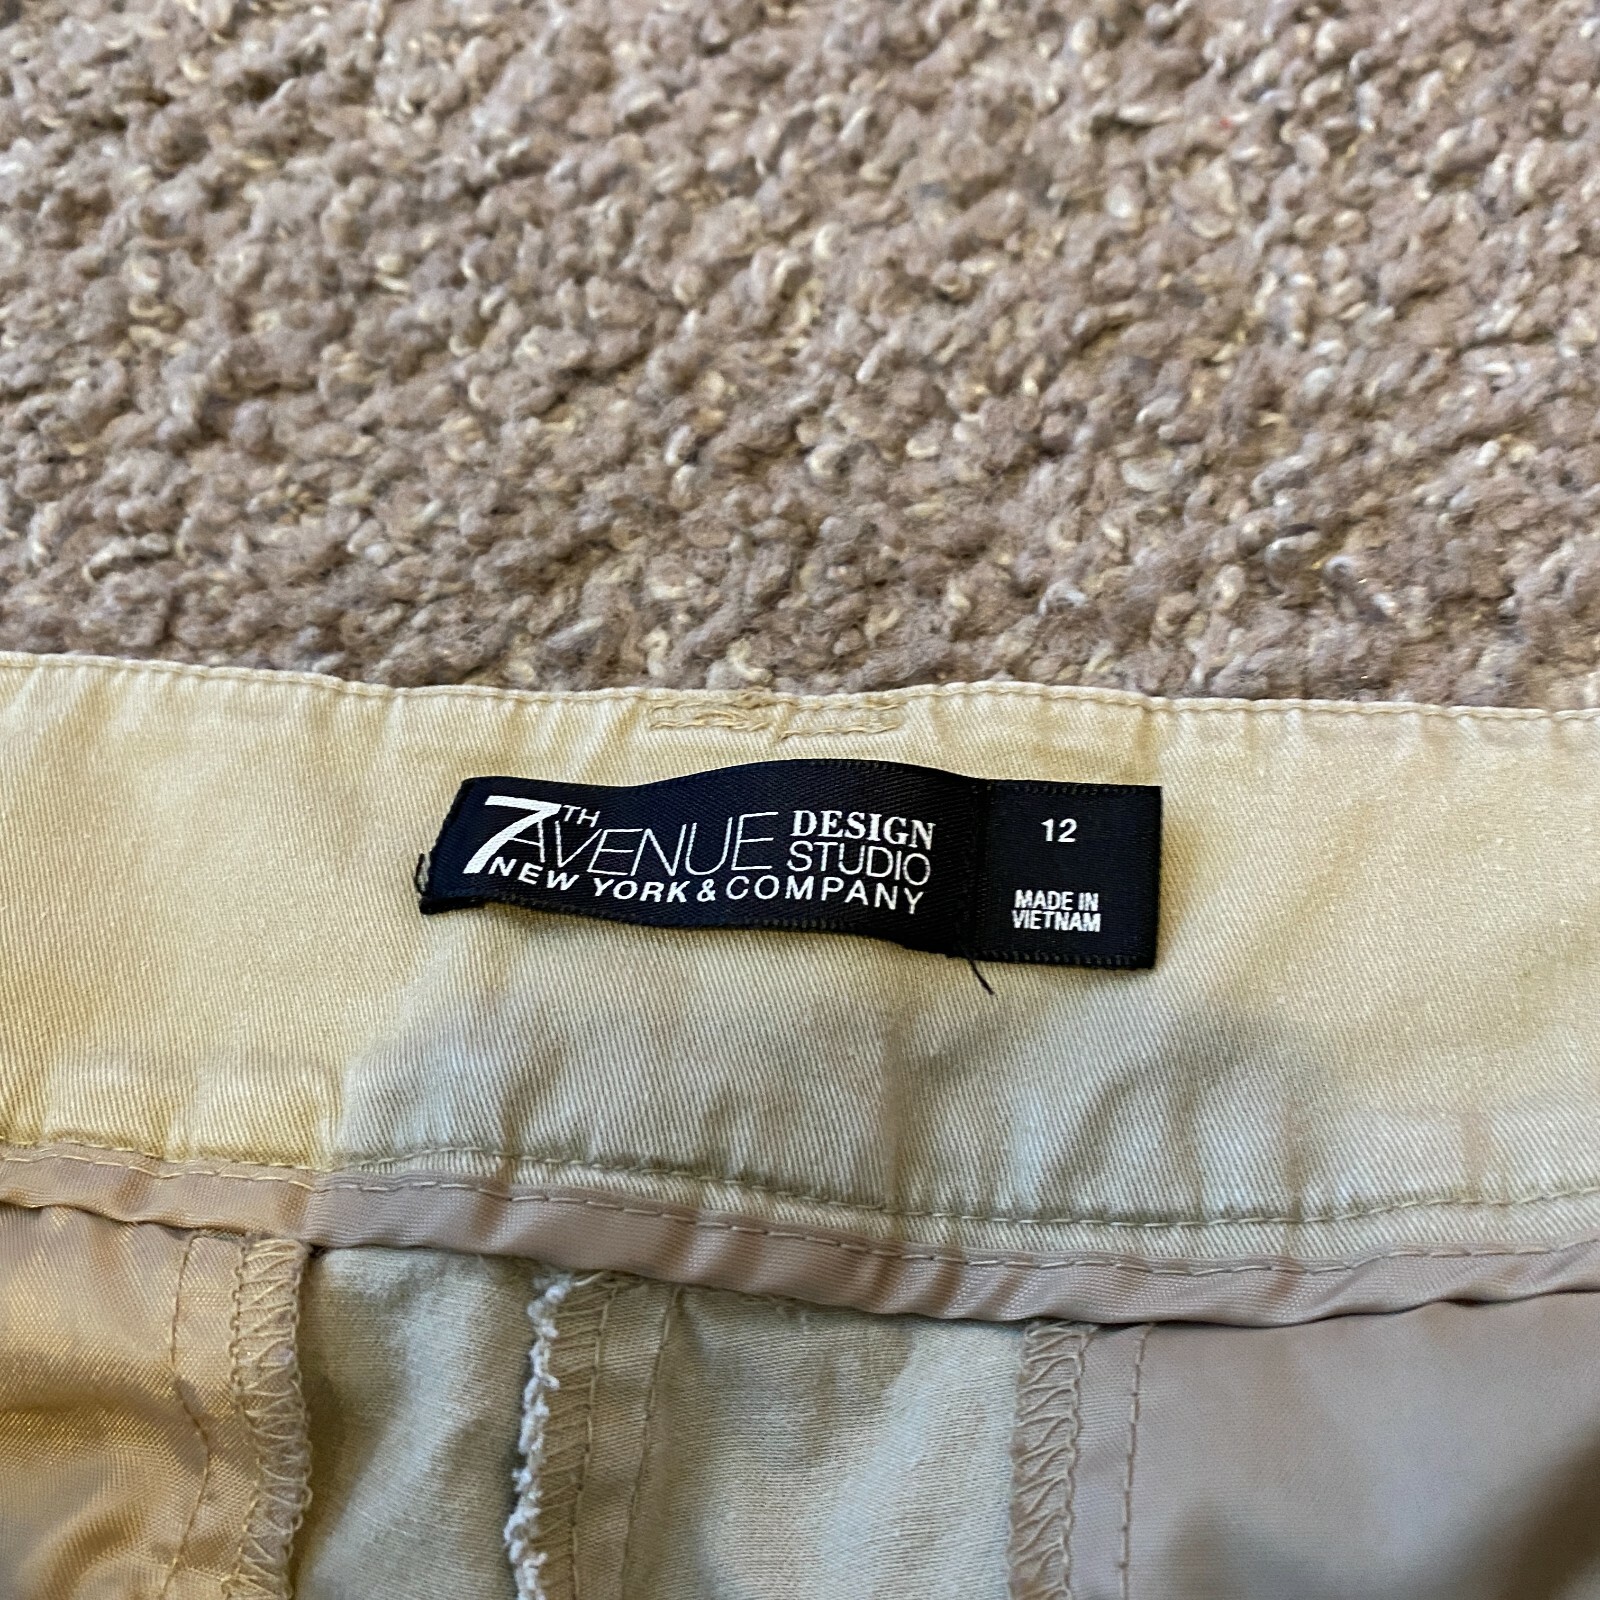 7TH AVENUE DESIGN STUDIO
NEW YORK & COMPANY
12
MADE IN
VIETNAM